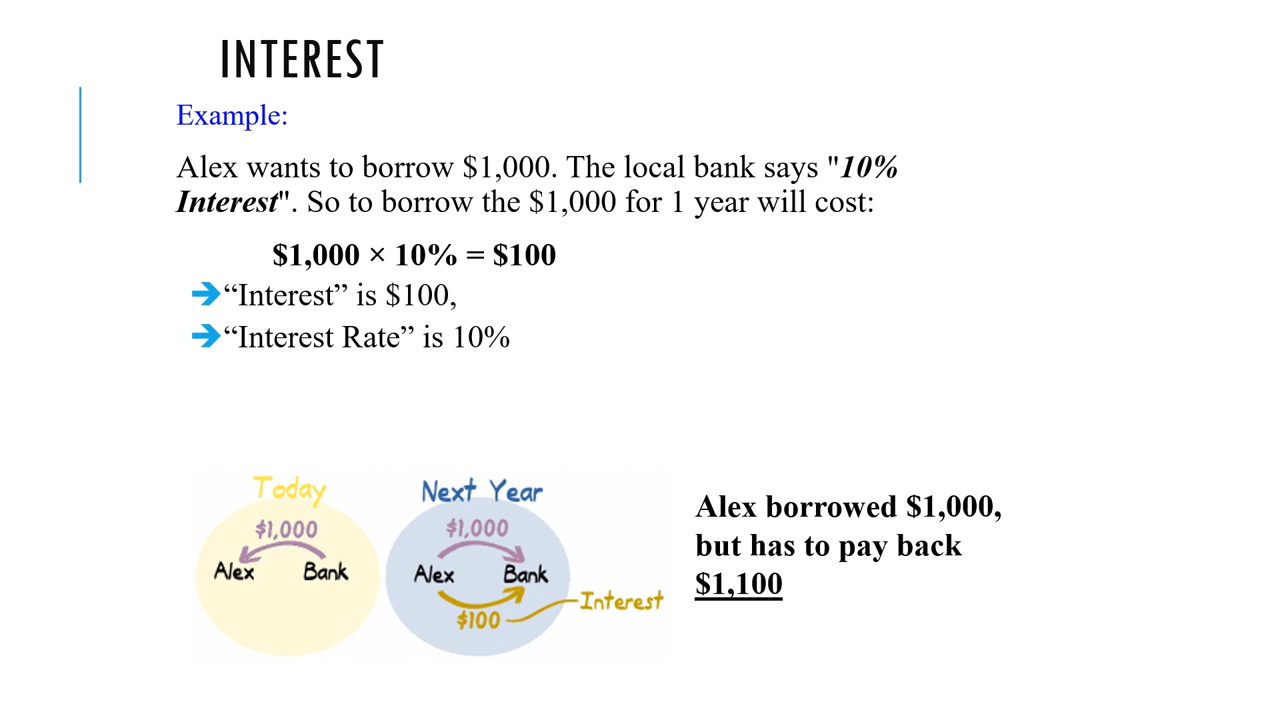 INTEREST
Example:
Alex wants to borrow $1,000. The local bank says "10%
Interest". So to borrow the $1,000 for 1 year will cost:
$1,000 × 10% = $100
“Interest” is $100,
“Interest Rate” is 10%
Today
$1,000
Alex Bank
Next Year
$1,000
Alex Bank
$100
Interest
Alex borrowed $1,000,
but has to pay back
$1,100